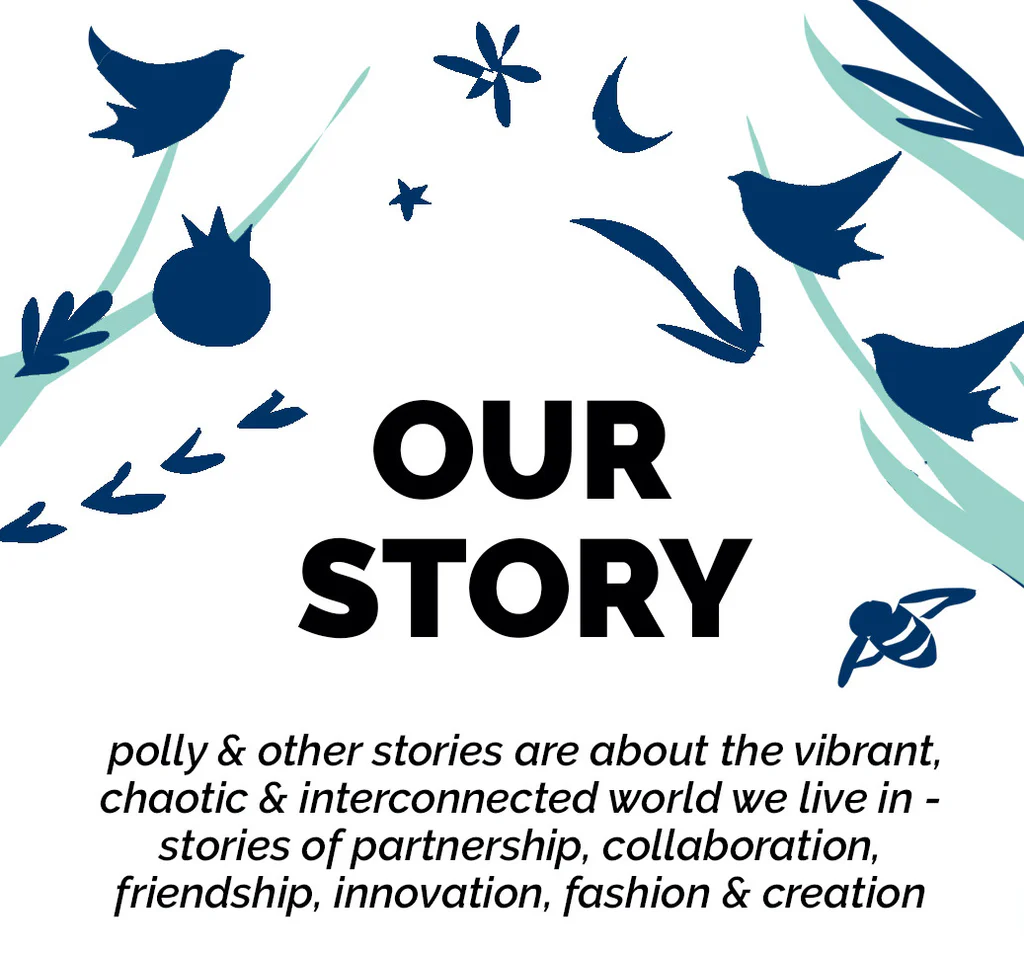 OUR
STORY
polly & other stories are about the vibrant,
chaotic & interconnected world we live in -
stories of partnership, collaboration,
friendship, innovation, fashion & creation